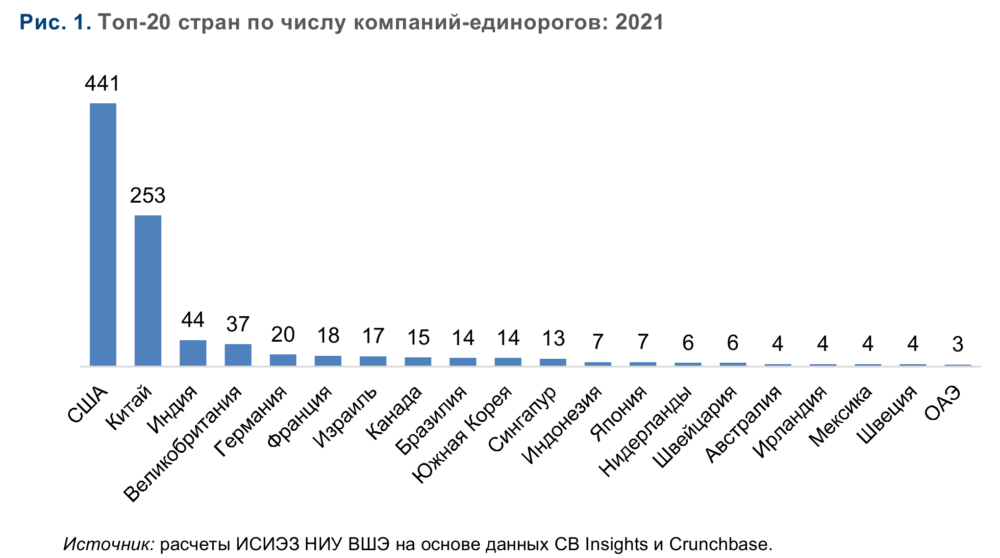 Рис. 1. Топ-20 стран по числу компаний-единорогов: 2021
441
253
44
37
20
18
17
15
14
14
13
7
7
6
6
4
4
4
4
3
США
Китай
Индия
Великобритания
Германия
Франция
Израиль
Канада
Бразилия
Южная Корея
Сингапур
Индонезия
Япония
Нидерланды
Швейцария
Австралия
Ирландия
Мексика
Швеция
ОАЭ
Источник: расчеты ИСИЭЗ НИУ ВШЭ на основе данных CB Insights и Crunchbase.